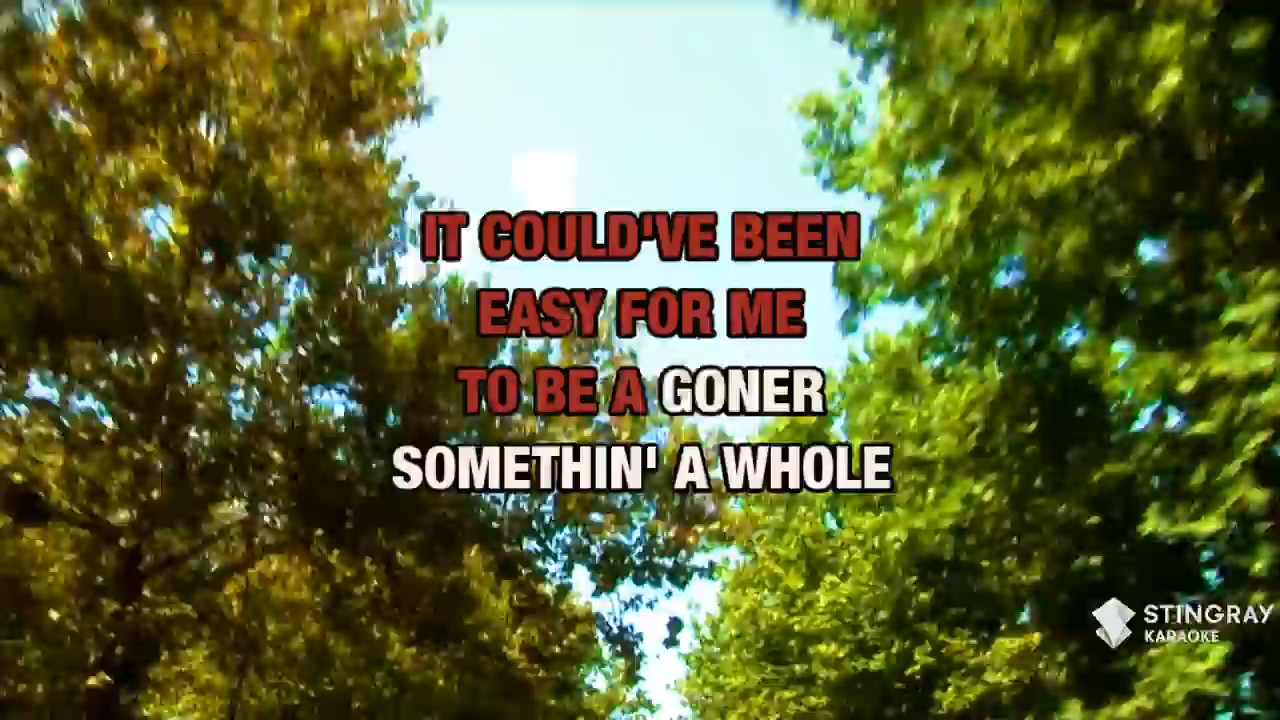 IT COULD'VE BEEN
EASY FOR ME
TO BE A GONER
SOMETHIN' A WHOLE
STINGRAY
KARAOKE